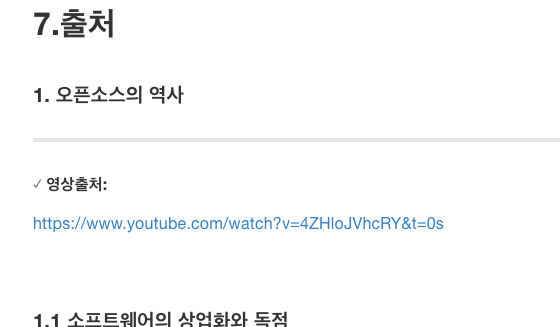 7.출처
1. 오픈소스의 역사
✓ 영상출처:
https://www.youtube.com/watch?v=4ZHloJVhcRY&t=0s
1.1 소프트웨어의 상업화와 독점